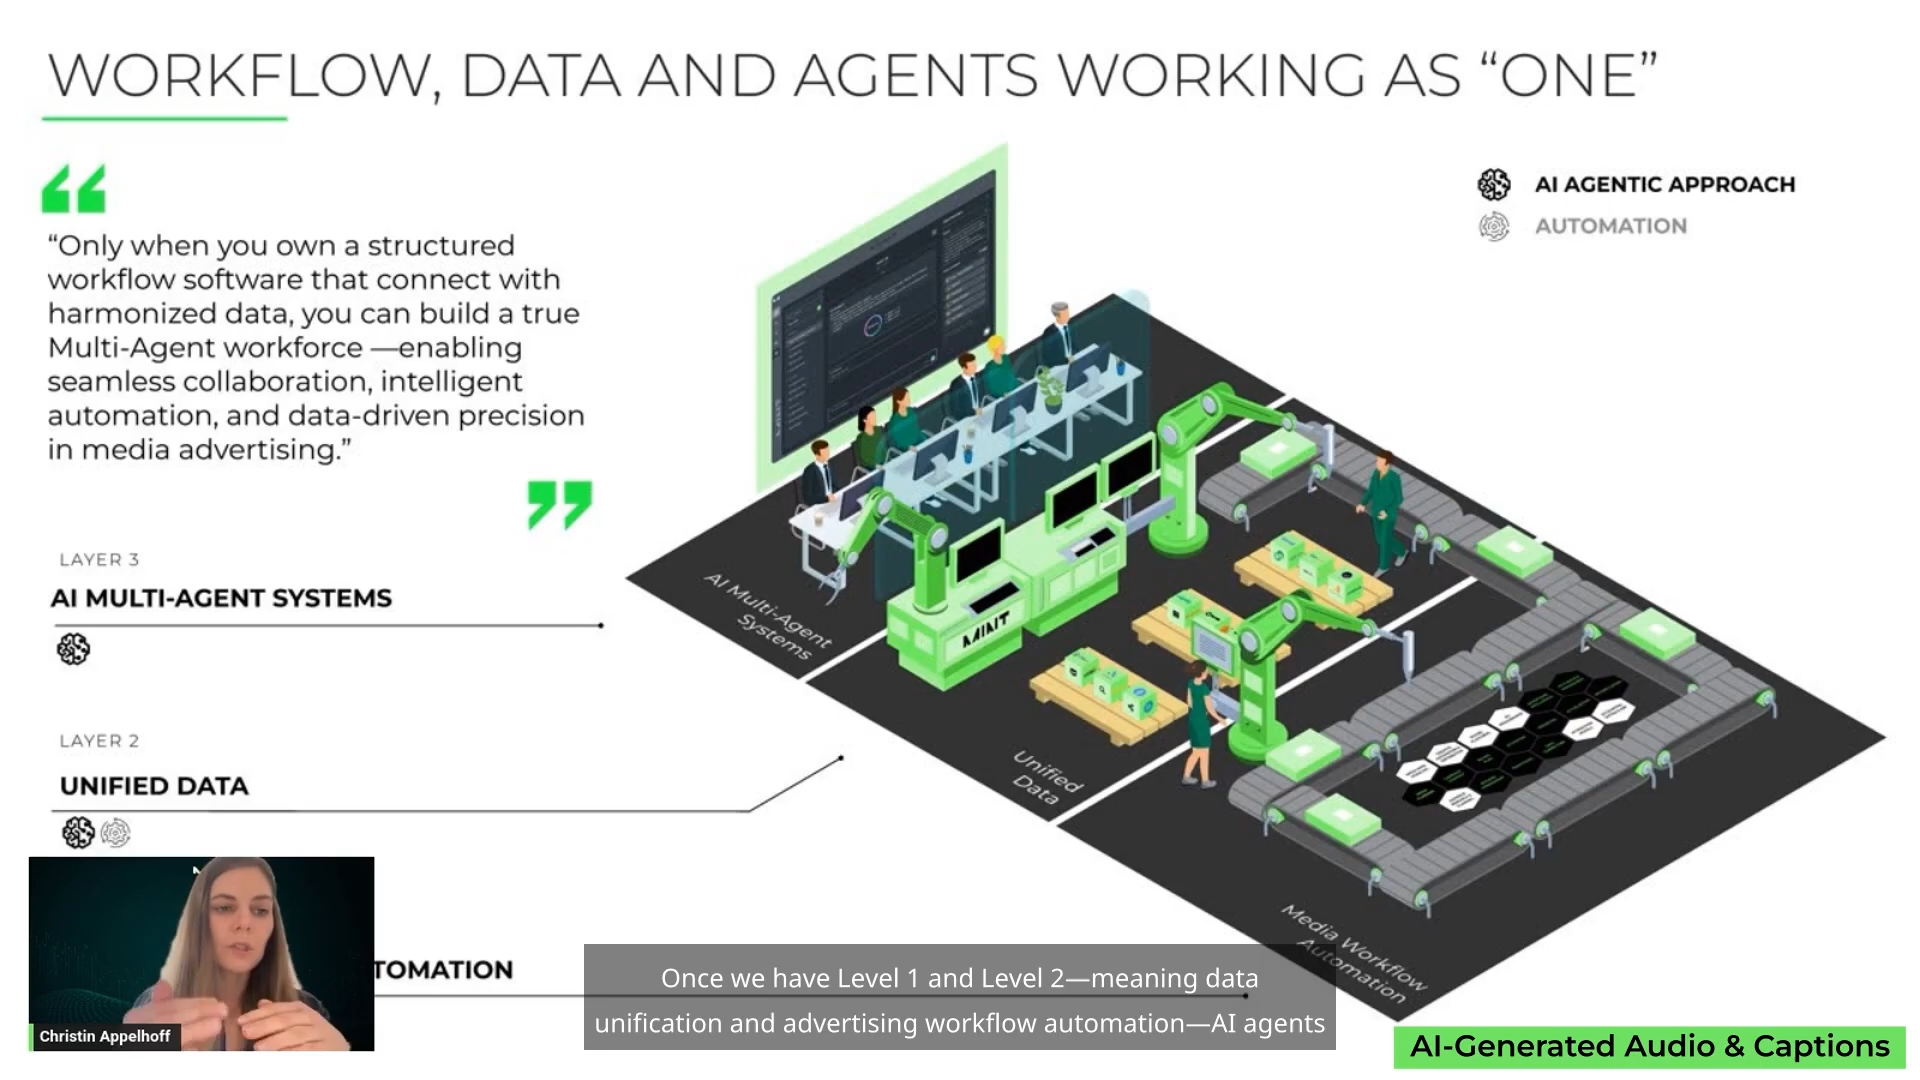 WORKFLOW, DATA AND AGENTS WORKING AS “ONE”
“Only when you own a structured
workflow software that connect with
harmonized data, you can build a true
Multi-Agent workforce —enabling
seamless collaboration, intelligent
automation, and data-driven precision
in media advertising.”
AI AGENTIC APPROACH
AUTOMATION
LAYER 3
AI MULTI-AGENT SYSTEMS
LAYER 2
UNIFIED DATA
TOMATION
AI Multi-Agent
Systems
MINT
Unified
Data
Media Workflow
Automation
Christin Appelhoff
Once we have Level 1 and Level 2—meaning data
unification and advertising workflow automation—AI agents
AI-Generated Audio & Captions